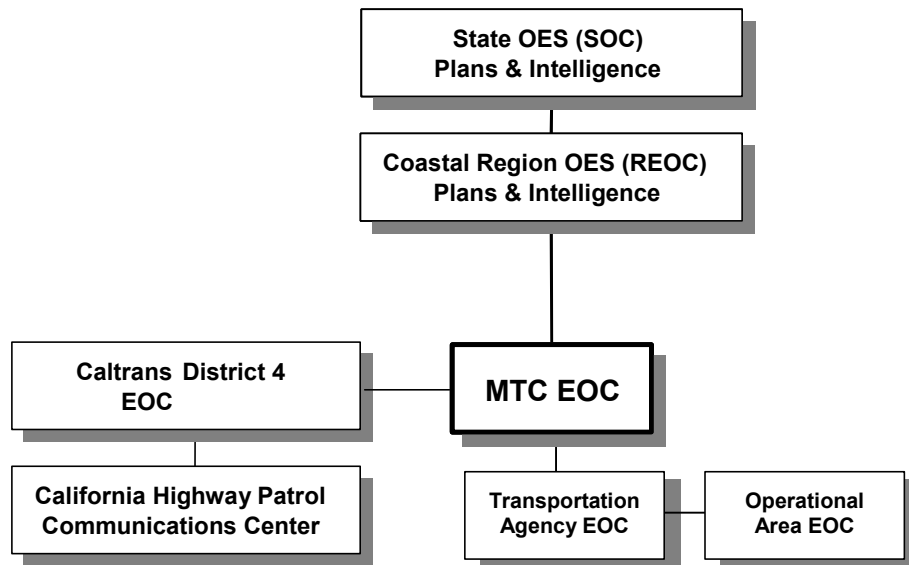 State OES (SOC)
Plans & Intelligence
Coastal Region OES (REOC)
Plans & Intelligence
Caltrans District 4
EOC
MTC EOC
California Highway Patrol
Communications Center
Transportation
Agency EOC
Operational
Area EOC